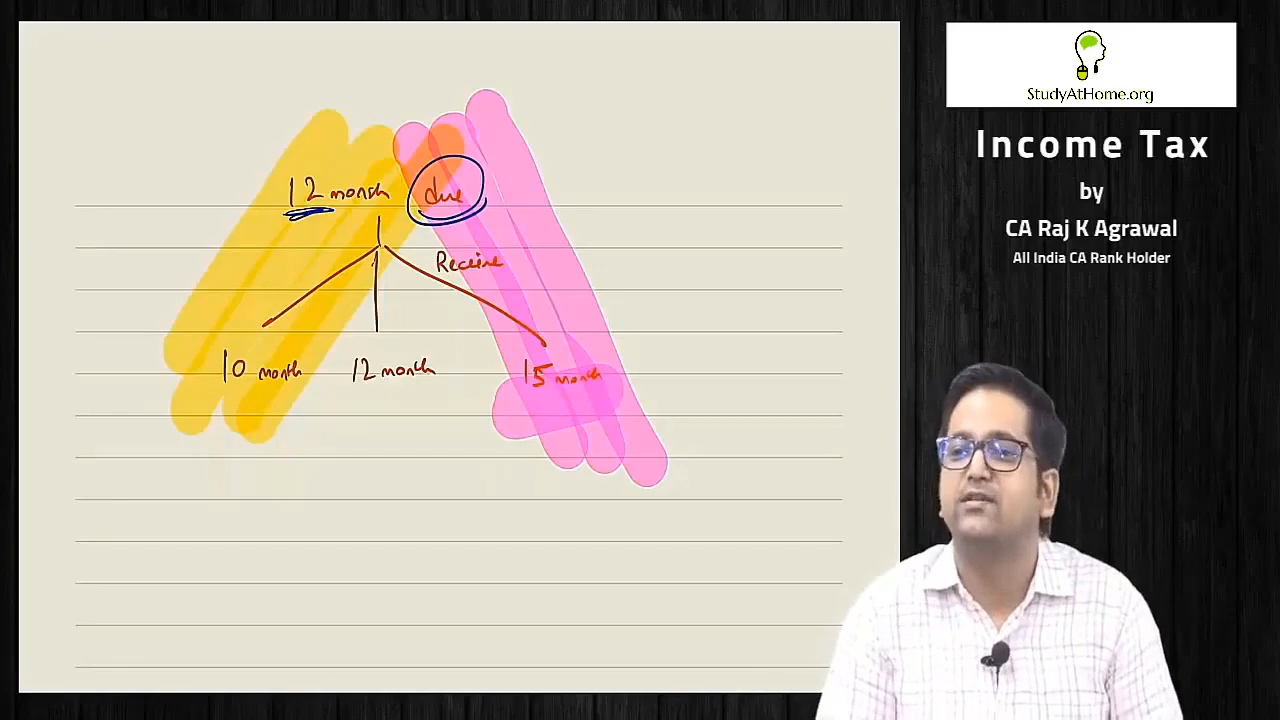 12 month due
Receive
10 month 12 month 15 month
StudyAtHome.org
Income Tax
by
CA Raj K Agrawal
All India CA Rank Holder